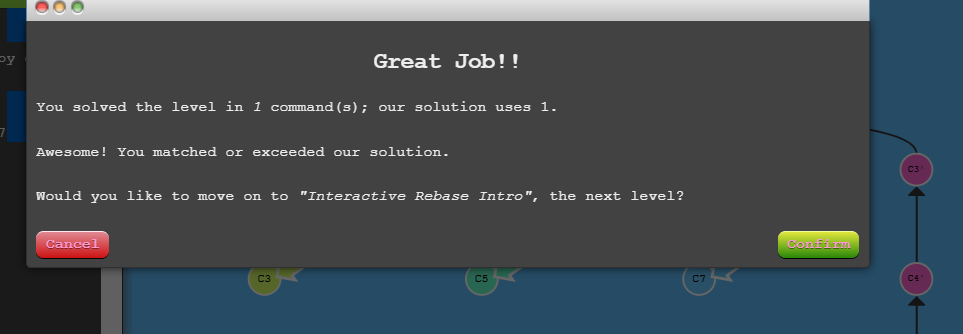 Great Job!!
oy
You solved the level in 1 command(s); our solution uses 1.
7
Awesome! You matched or exceeded our solution.
C3'
Would you like to move on to "Interactive Rebase Intro", the next level?
Cancel Confirm
C3 C5 C7 C4'